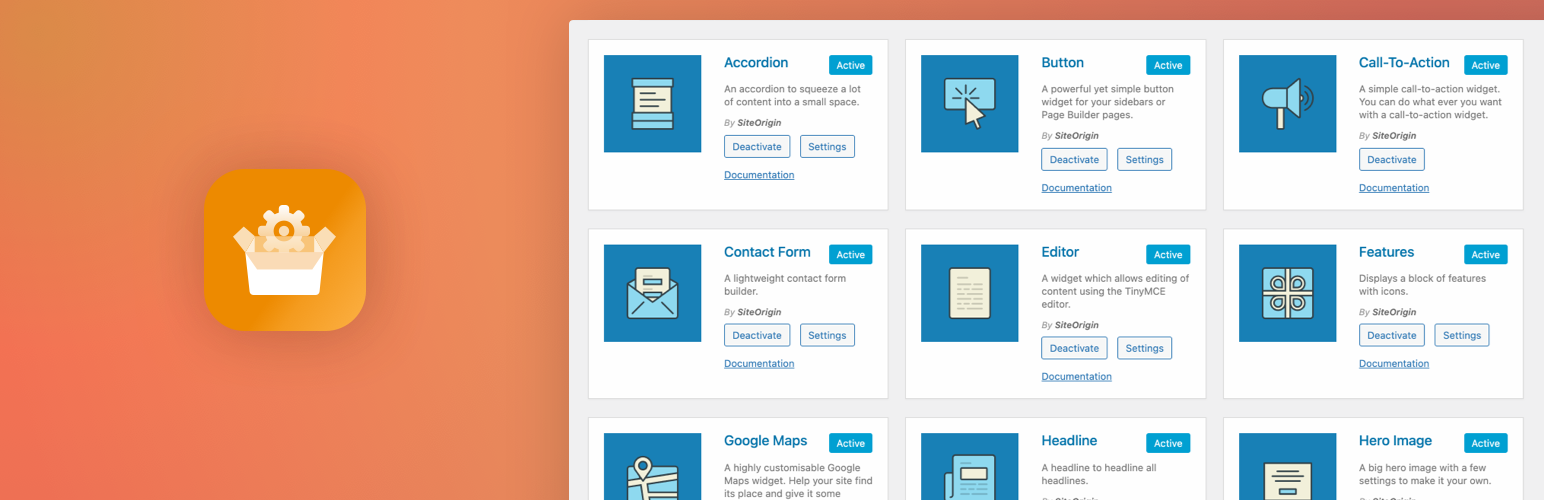 Accordion
Active
An accordion to squeeze a lot
of content into a small space.
By SiteOrigin
Deactivate
Settings
Documentation
Button
Active
A powerful yet simple button
widget for your sidebars or
Page Builder pages.
By SiteOrigin
Deactivate
Settings
Documentation
Call-To-Action
Active
A simple call-to-action widget.
You can do what ever you want
with a call-to-action widget.
By SiteOrigin
Deactivate
Documentation
Contact Form
Active
A lightweight contact form
builder.
By SiteOrigin
Deactivate
Settings
Documentation
Editor
Active
A widget which allows editing of
content using the TinyMCE
editor.
By SiteOrigin
Deactivate
Settings
Documentation
Features
Active
Displays a block of features
with icons.
By SiteOrigin
Deactivate
Settings
Documentation
Google Maps
Active
A highly customisable Google
Maps widget. Help your site find
its place and give it some
Headline
Active
A headline to headline all
headlines.
Hero Image
Active
A big hero image with a few
settings to make it your own.